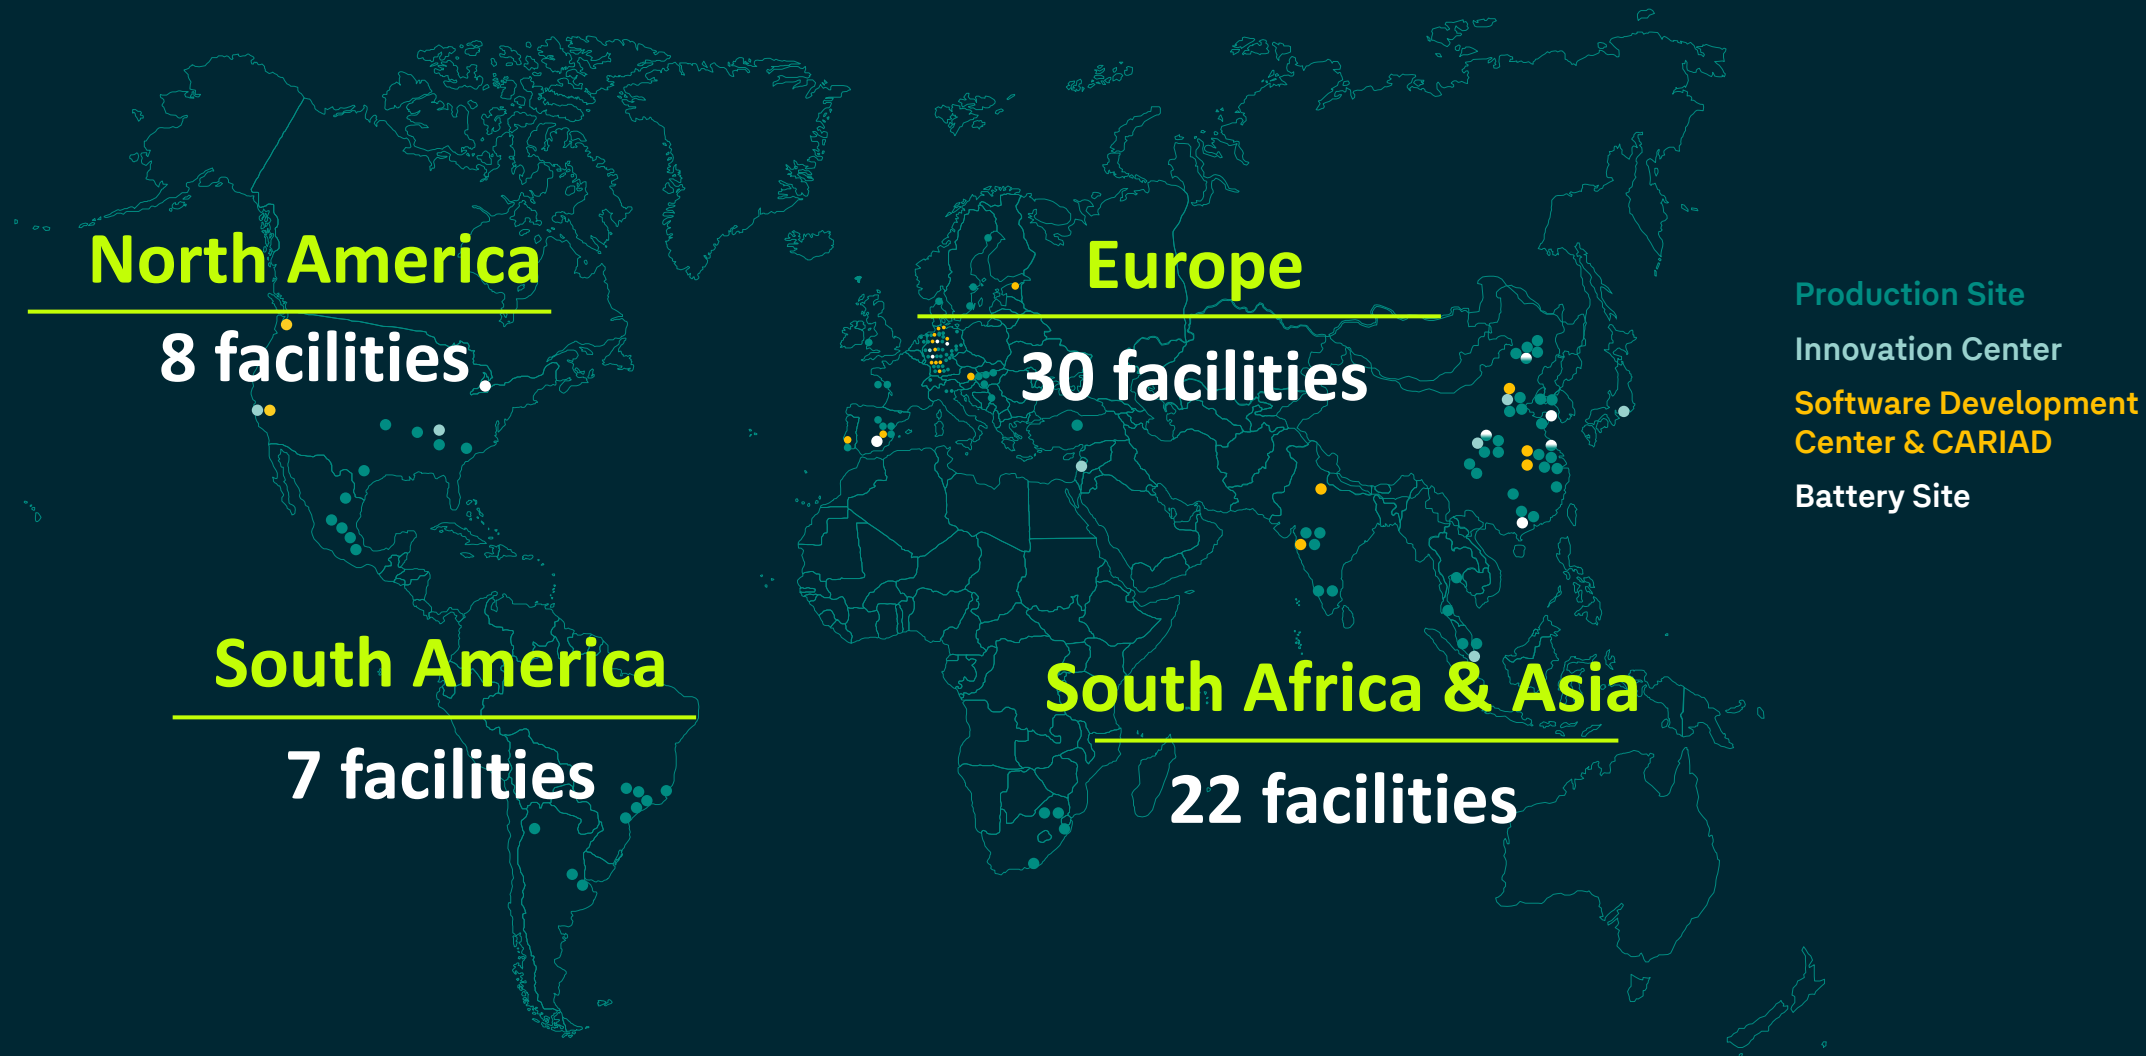 North America
8 facilities
Europe
30 facilities
South America
7 facilities
South Africa & Asia
22 facilities
Production Site
Innovation Center
Software Development
Center & CARIAD
Battery Site